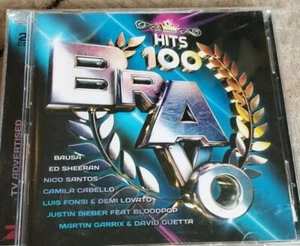 HITS
100
BRAVO
BAUSA
ED SHEERAN
NICO SANTOS
CAMILA CABELLO
LUIS FONSI & DEMI LOVATO
JUSTIN BIEBER FEAT BLOODPOP
MARTIN GARRIX & DAVID GUETTA
TV ADVERTISED